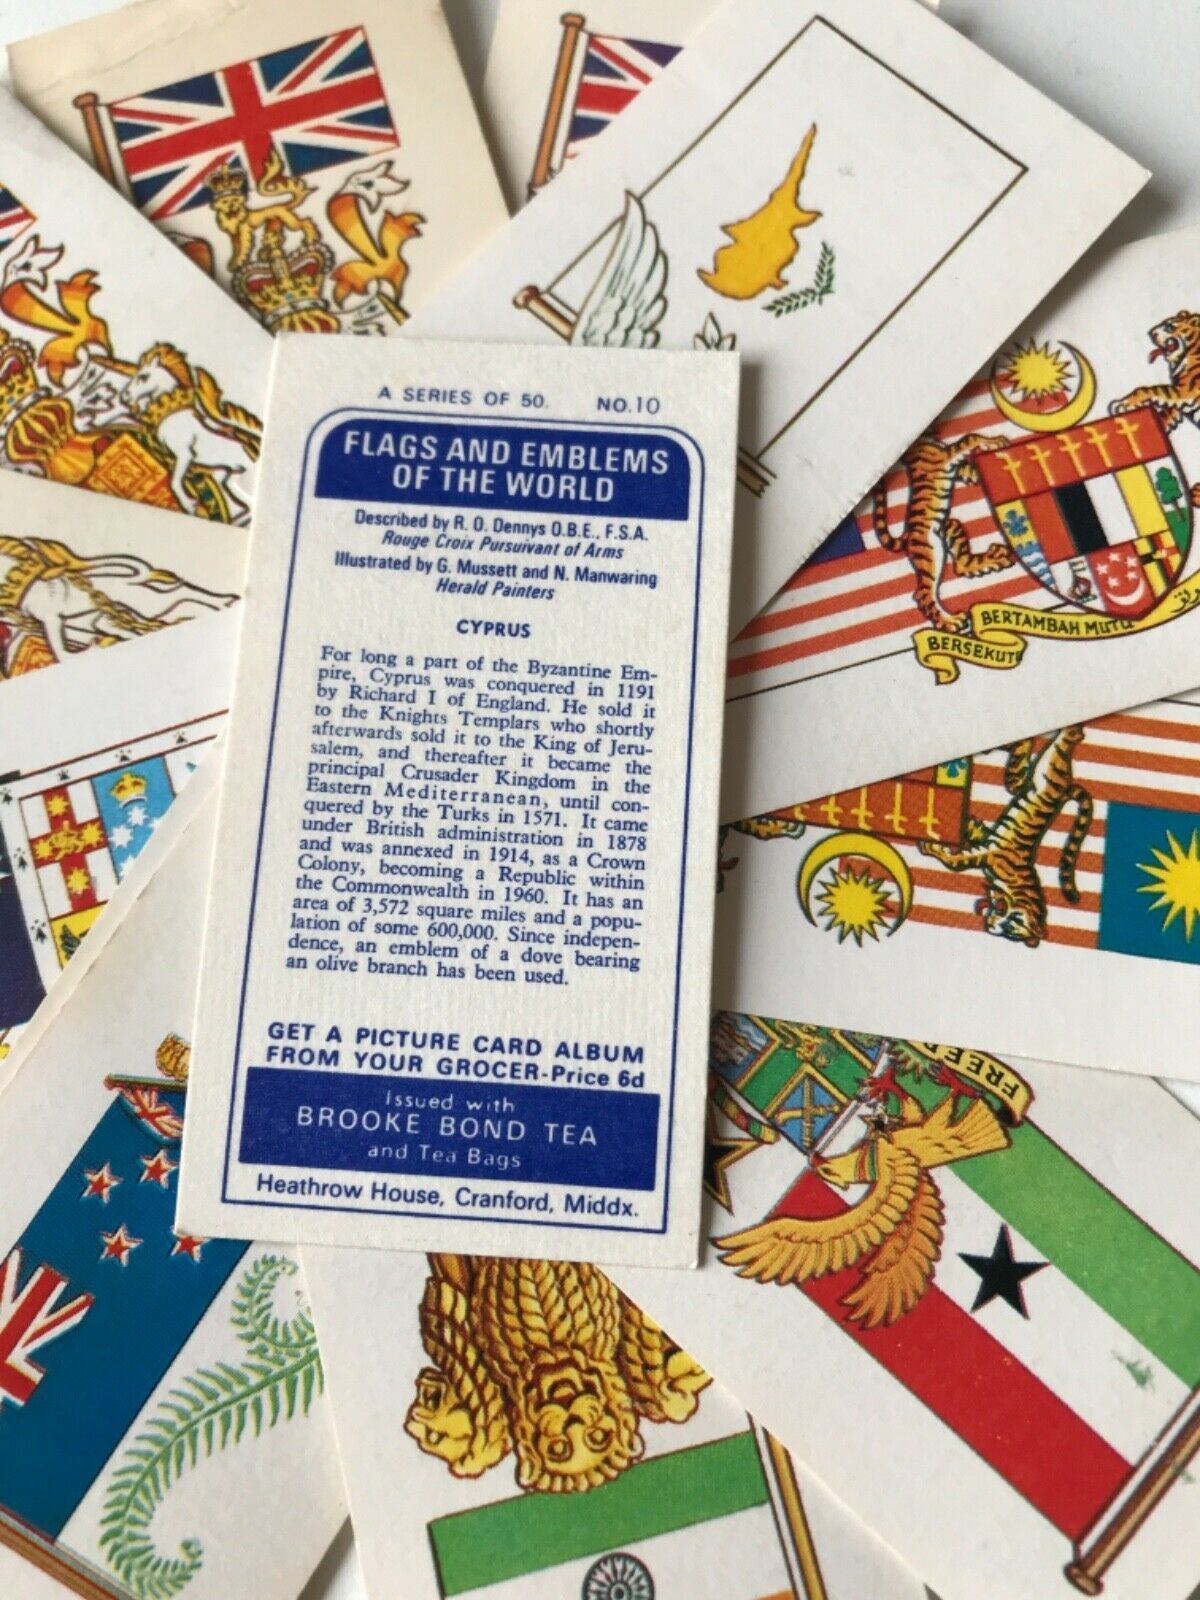 A SERIES OF 50. NO.10
FLAGS AND EMBLEMS
OF THE WORLD
Described by R. O. Dennys O.B.E., F.S.A.
Rouge Croix Pursuivant of Arms
Illustrated by G. Mussett and N. Manwaring
Herald Painters
CYPRUS
For long a part of the Byzantine Em-
pire, Cyprus was conquered in 1191
by Richard I of England. He sold it
to the Knights Templars who shortly
afterwards sold it to the King of Jeru-
salem, and thereafter it became the
principal Crusader Kingdom in the
Eastern Mediterranean, until con-
quered by the Turks in 1571. It came
under British administration in 1878
and was annexed in 1914, as a Crown
Colony, becoming a Republic within
the Commonwealth in 1960. It has an
area of 3,572 square miles and a popu-
lation of some 600,000. Since indepen-
dence, an emblem of a dove bearing
an olive branch has been used.
GET A PICTURE CARD ALBUM
FROM YOUR GROCER-Price 6d
Issued with
BROOKE BOND TEA
and Tea Bags
Heathrow House, Cranford, Middx.
BERSEKUTU
BERTAMBAH MUTU
FREED